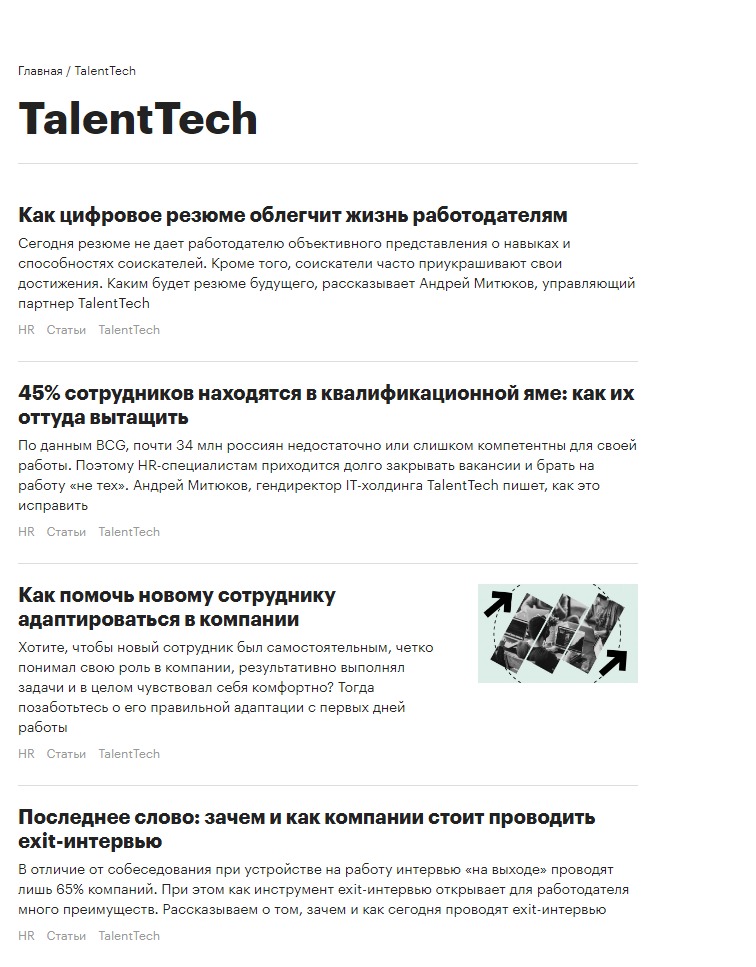 Главная / TalentTech
TalentTech
Как цифровое резюме облегчит жизнь работодателям
Сегодня резюме не дает работодателю объективного представления о навыках и
способностях соискателей. Кроме того, соискатели часто приукрашивают свои
достижения. Каким будет резюме будущего, рассказывает Андрей Митюков, управляющий
партнер TalentTech
HR Статьи TalentTech
45% сотрудников находятся в квалификационной яме: как их
оттуда вытащить
По данным BCG, почти 34 млн россиян недостаточно или слишком компетентны для своей
работы. Поэтому HR-специалистам приходится долго закрывать вакансии и брать на
работу «не тех». Андрей Митюков, гендиректор IT-холдинга TalentTech пишет, как это
исправить
HR Статьи TalentTech
Как помочь новому сотруднику
адаптироваться в компании
Хотите, чтобы новый сотрудник был самостоятельным, четко
понимал свою роль в компании, результативно выполнял
задачи и в целом чувствовал себя комфортно? Тогда
позаботьтесь о его правильной адаптации с первых дней
работы
HR Статьи TalentTech
Последнее слово: зачем и как компании стоит проводить
exit-интервью
В отличие от собеседования при устройстве на работу интервью «на выходе» проводят
лишь 65% компаний. При этом как инструмент exit-интервью открывает для работодателя
много преимуществ. Рассказываем о том, зачем и как сегодня проводят exit-интервью
HR Статьи TalentTech